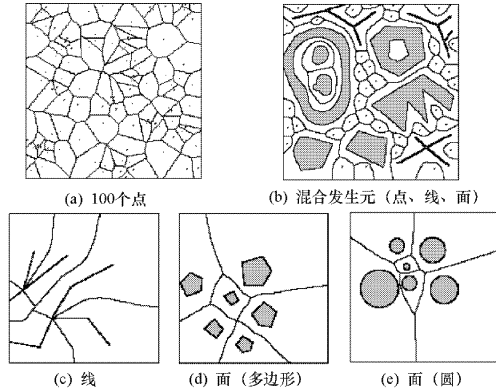 (a) 100个点
(b) 混合发生元（点、线、面）
(c) 线
(d) 面（多边形）
(e) 面（圆）